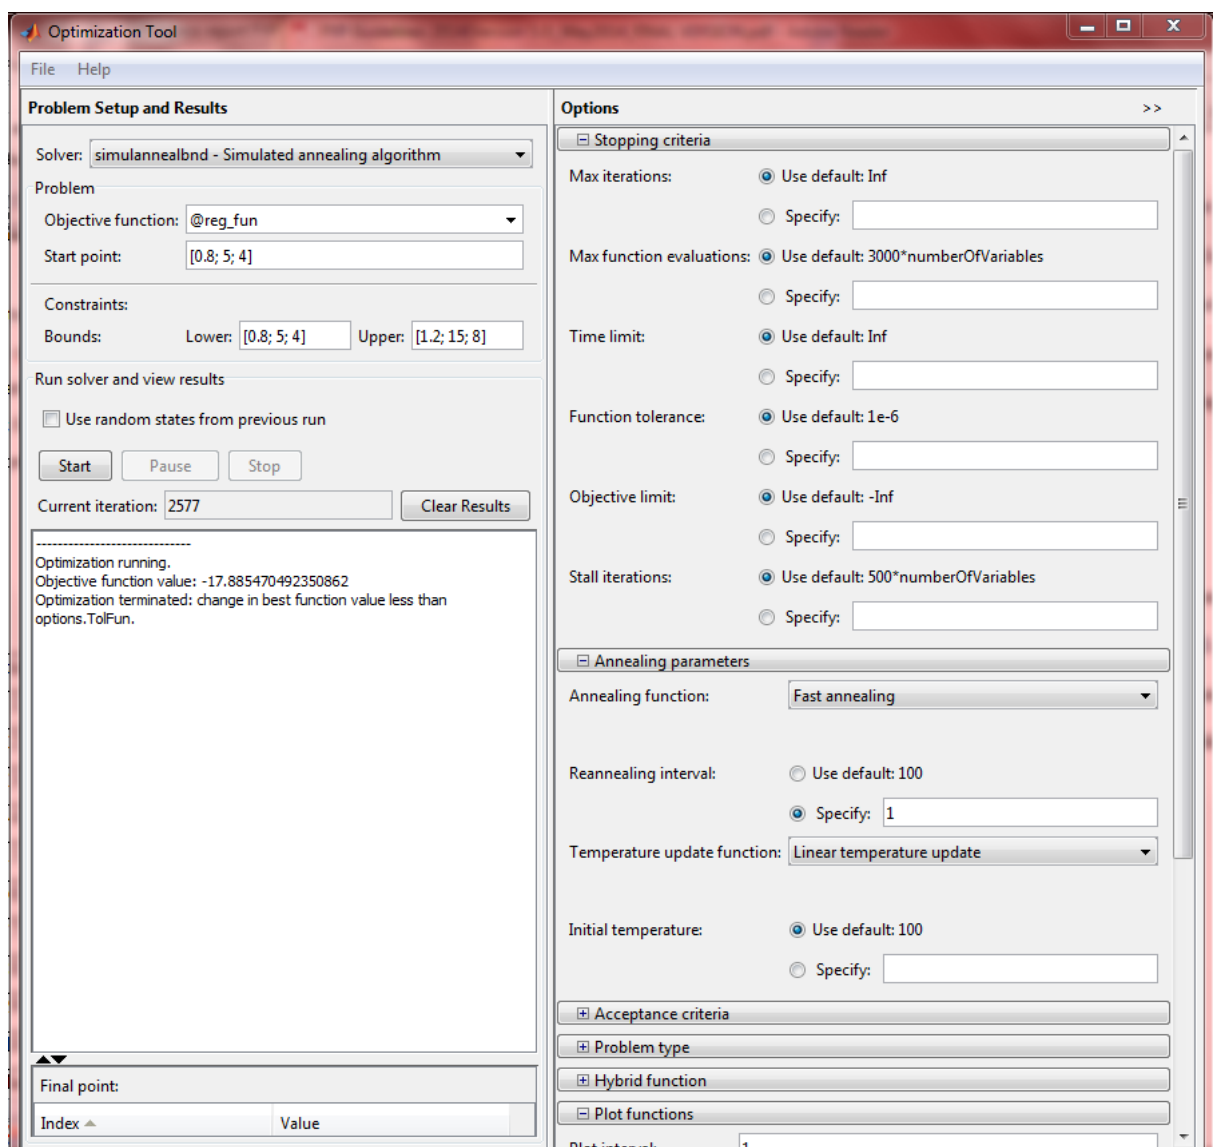 Optimization Tool
File Help
Problem Setup and Results
Solver: simulannealbnd - Simulated annealing algorithm
Problem
Objective function: @reg_fun
Start point: [0.8; 5; 4]
Constraints:
Bounds: Lower: [0.8; 5; 4] Upper: [1.2; 15; 8]
Run solver and view results
Use random states from previous run
Start Pause Stop
Current iteration: 2577 Clear Results
------------------------------
Optimization running.
Objective function value: -17.885470492350862
Optimization terminated: change in best function value less than
options.TolFun.
Final point:
Index Value
Options >>
Stopping criteria
Max iterations: Use default: Inf
Specify:
Max function evaluations: Use default: 3000*numberOfVariables
Specify:
Time limit: Use default: Inf
Specify:
Function tolerance: Use default: 1e-6
Specify:
Objective limit: Use default: -Inf
Specify:
Stall iterations: Use default: 500*numberOfVariables
Specify:
Annealing parameters
Annealing function: Fast annealing
Reannealing interval: Use default: 100
Specify: 1
Temperature update function: Linear temperature update
Initial temperature: Use default: 100
Specify:
Acceptance criteria
Problem type
Hybrid function
Plot functions
Plot interval: 1